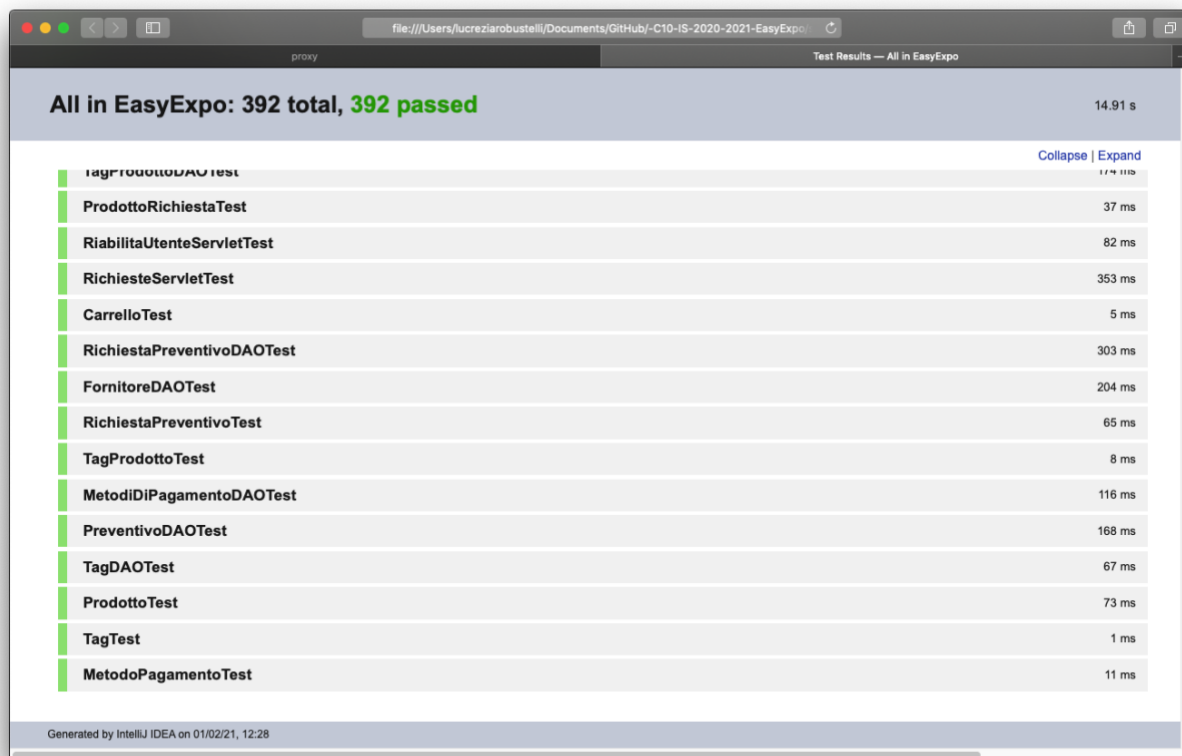 file:///Users/lucreziarobustelli/Documents/GitHub/-C10-IS-2020-2021-EasyExpo/
proxy
Test Results — All in EasyExpo
All in EasyExpo: 392 total, 392 passed
14.91 s
Collapse | Expand
TagProdottoDAOTest 174 ms
ProdottoRichiestaTest 37 ms
RiabilitaUtenteServletTest 82 ms
RichiesteServletTest 353 ms
CarrelloTest 5 ms
RichiestaPreventivoDAOTest 303 ms
FornitoreDAOTest 204 ms
RichiestaPreventivoTest 65 ms
TagProdottoTest 8 ms
MetodiDiPagamentoDAOTest 116 ms
PreventivoDAOTest 168 ms
TagDAOTest 67 ms
ProdottoTest 73 ms
TagTest 1 ms
MetodoPagamentoTest 11 ms
Generated by IntelliJ IDEA on 01/02/21, 12:28